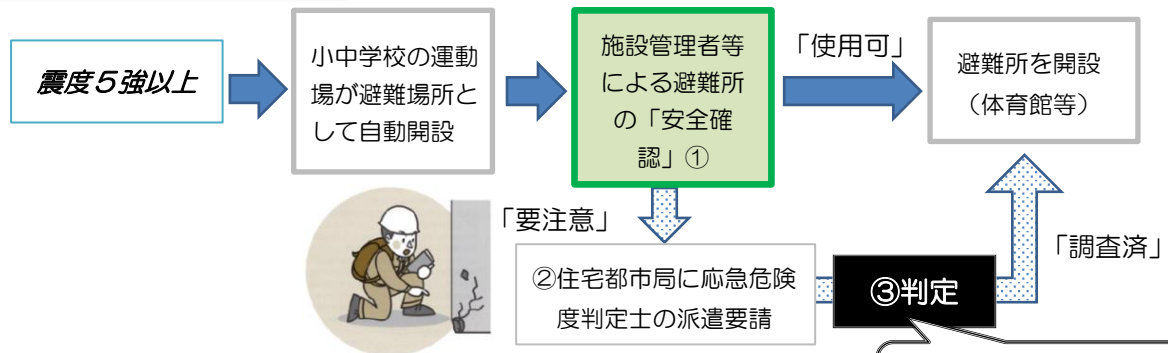 震度５強以上
小中学校の運動
場が避難場所と
して自動開設
施設管理者等
による避難所
の「安全確
認」①
「使用可」
避難所を開設
（体育館等）
「要注意」
②住宅都市局に応急危険
度判定士の派遣要請
③判定
「調査済」